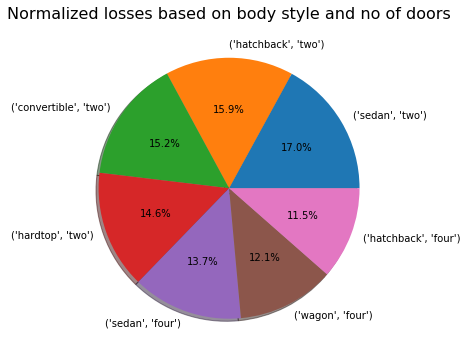 Normalized losses based on body style and no of doors
('hatchback', 'two')
('convertible', 'two')
15.9%
('sedan', 'two')
15.2%
17.0%
14.6%
11.5%
('hardtop', 'two')
('hatchback', 'four')
13.7%
12.1%
('sedan', 'four')
('wagon', 'four')